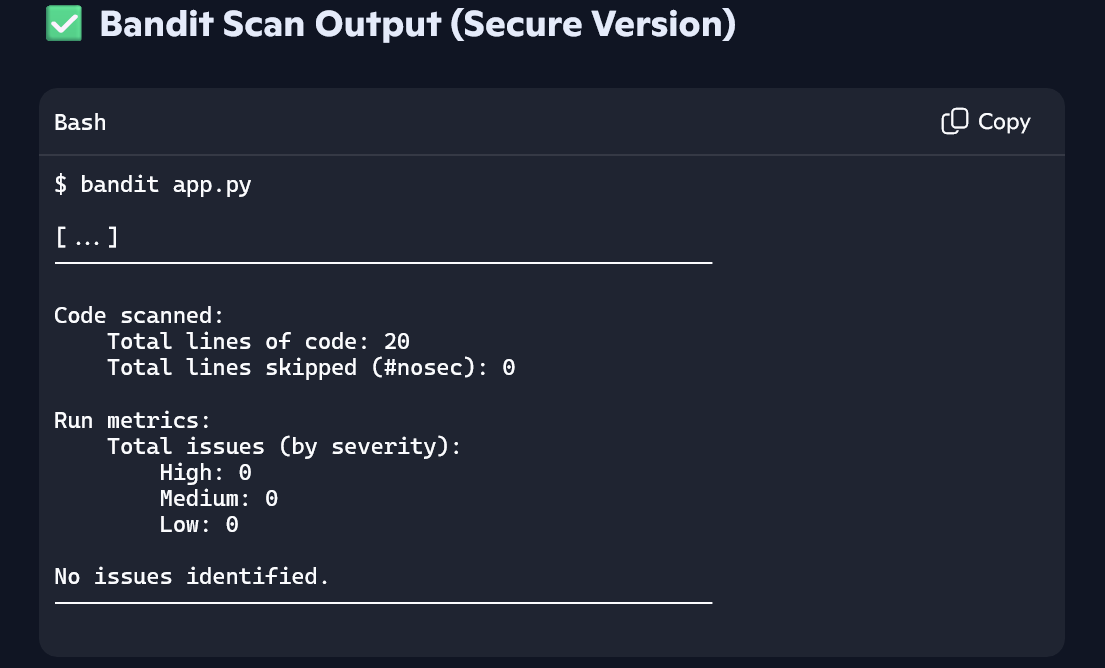 ✅ Bandit Scan Output (Secure Version)
Bash
Copy
$ bandit app.py
[...]
Code scanned:
Total lines of code: 20
Total lines skipped (#nosec): 0
Run metrics:
Total issues (by severity):
High: 0
Medium: 0
Low: 0
No issues identified.